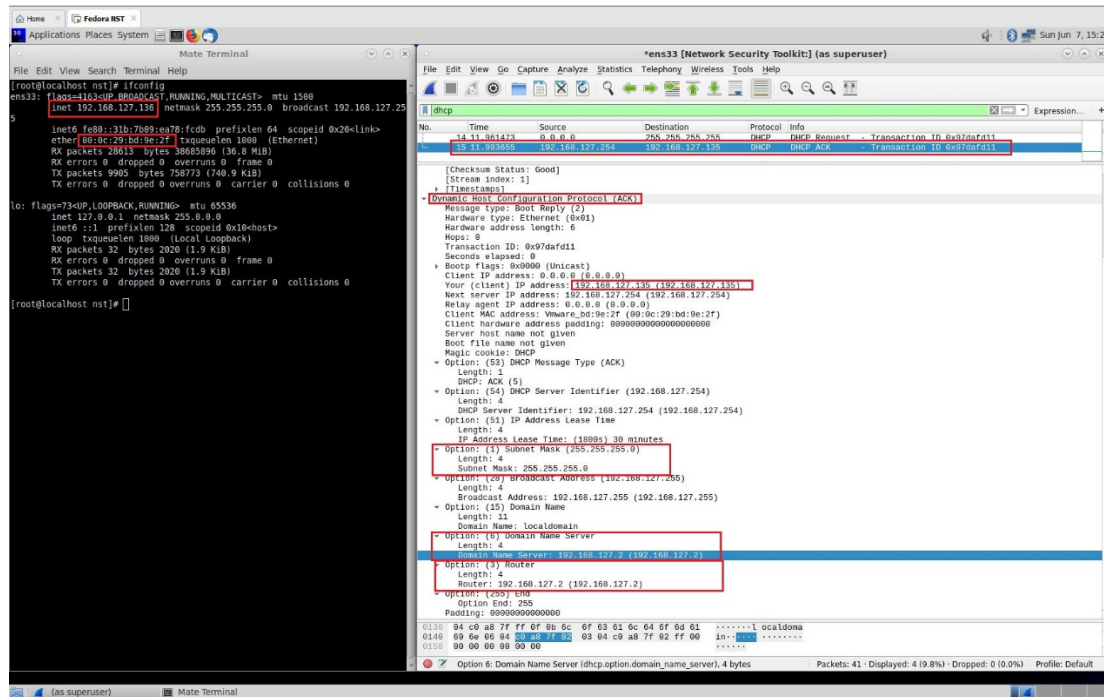 Home
Fedora NST
Applications Places System
Sun Jun 7, 15:2
Mate Terminal
File Edit View Search Terminal Help
[root@localhost nst]# ifconfig
ens33: flags=4163<UP,BROADCAST,RUNNING,MULTICAST> mtu 1500
inet 192.168.127.136 netmask 255.255.255.0 broadcast 192.168.127.25
5
inet6 fe80::31b:7b09:ea78:fcdb prefixlen 64 scopeid 0x20<link>
ether 00:0c:29:bd:9e:2f txqueuelen 1000 (Ethernet)
RX packets 28613 bytes 38685896 (36.8 MiB)
RX errors 0 dropped 0 overruns 0 frame 0
TX packets 9905 bytes 758773 (740.9 KiB)
TX errors 0 dropped 0 overruns 0 carrier 0 collisions 0
lo: flags=73<UP,LOOPBACK,RUNNING> mtu 65536
inet 127.0.0.1 netmask 255.0.0.0
inet6 ::1 prefixlen 128 scopeid 0x10<host>
loop txqueuelen 1000 (Local Loopback)
RX packets 32 bytes 2020 (1.9 KiB)
RX errors 0 dropped 0 overruns 0 frame 0
TX packets 32 bytes 2020 (1.9 KiB)
TX errors 0 dropped 0 overruns 0 carrier 0 collisions 0
[root@localhost nst]#
*ens33 [Network Security Toolkit:] (as superuser)
File Edit View Go Capture Analyze Statistics Telephony Wireless Tools Help
dhcp
Expression... +
No. Time Source Destination Protocol Info
14 11.961473 0.0.0.0 255.255.255.255 DHCP DHCP Request - Transaction ID 0x97dafd11
15 11.993655 192.168.127.254 192.168.127.135 DHCP DHCP ACK - Transaction ID 0x97dafd11
[Checksum Status: Good]
[Stream index: 1]
[Timestamps]
Dynamic Host Configuration Protocol (ACK)
Message type: Boot Reply (2)
Hardware type: Ethernet (0x01)
Hardware address length: 6
Hops: 0
Transaction ID: 0x97dafd11
Seconds elapsed: 0
Bootp flags: 0x0000 (Unicast)
Client IP address: 0.0.0.0 (0.0.0.0)
Your (client) IP address: 192.168.127.135 (192.168.127.135)
Next server IP address: 192.168.127.254 (192.168.127.254)
Relay agent IP address: 0.0.0.0 (0.0.0.0)
Client MAC address: Vmware_bd:9e:2f (00:0c:29:bd:9e:2f)
Client hardware address padding: 00000000000000000000
Server host name not given
Boot file name not given
Magic cookie: DHCP
Option: (53) DHCP Message Type (ACK)
Length: 1
DHCP: ACK (5)
Option: (54) DHCP Server Identifier (192.168.127.254)
Length: 4
DHCP Server Identifier: 192.168.127.254 (192.168.127.254)
Option: (51) IP Address Lease Time
Length: 4
IP Address Lease Time: (1800s) 30 minutes
Option: (1) Subnet Mask (255.255.255.0)
Length: 4
Subnet Mask: 255.255.255.0
Option: (28) Broadcast Address (192.168.127.255)
Length: 4
Broadcast Address: 192.168.127.255 (192.168.127.255)
Option: (15) Domain Name
Length: 11
Domain Name: localdomain
Option: (6) Domain Name Server
Length: 4
Domain Name Server: 192.168.127.2 (192.168.127.2)
Option: (3) Router
Length: 4
Router: 192.168.127.2 (192.168.127.2)
Option: (255) End
Option End: 255
Padding: 00000000000000
0130 04 c0 a8 7f ff 0f 0b 6c 6f 63 61 6c 64 6f 6d 61 ·······l ocaldoma
0140 69 6e 06 04 c0 a8 7f 02 03 04 c0 a8 7f 02 ff 00 in······ ········
0150 00 00 00 00 00 00 ······
Option 6: Domain Name Server (dhcp.option.domain_name_server), 4 bytes
Packets: 41 · Displayed: 4 (9.8%) · Dropped: 0 (0.0%)
Profile: Default
(as superuser)
Mate Terminal